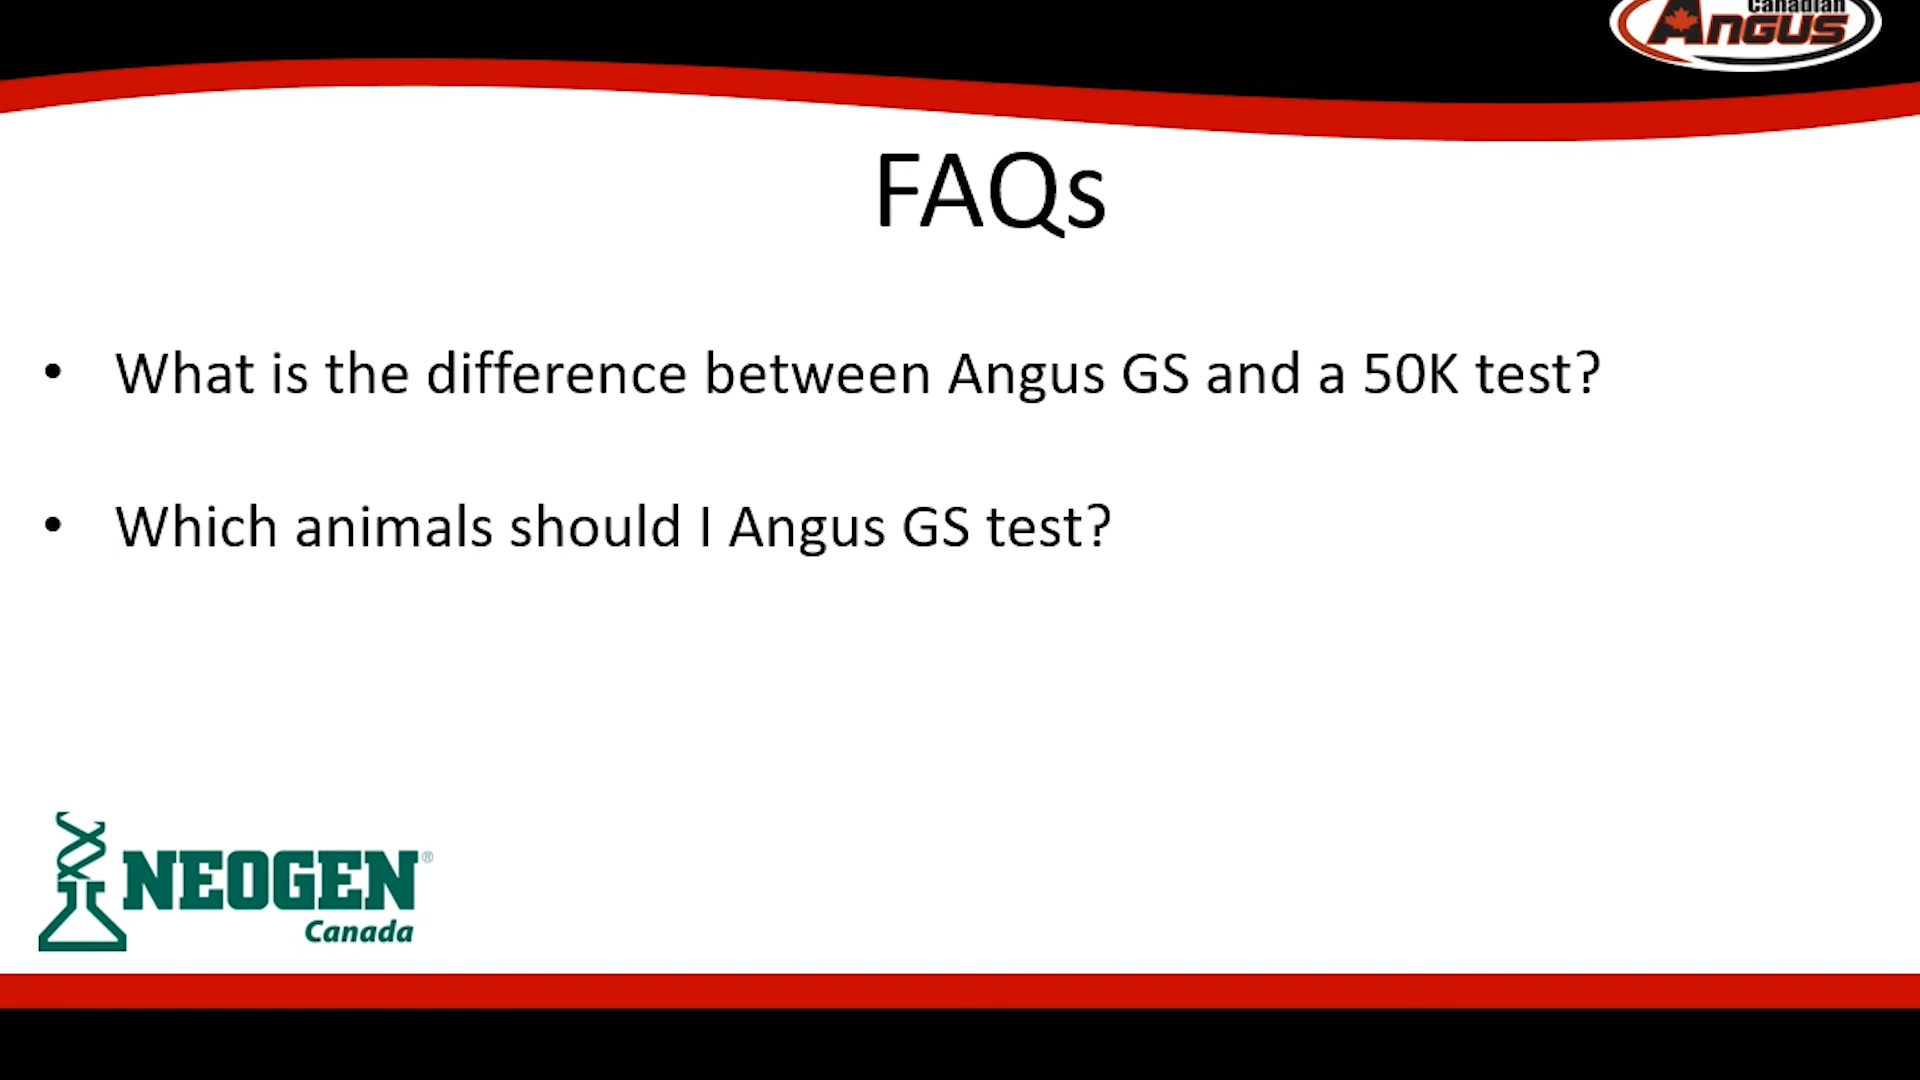 Canadian
Angus
FAQs
• What is the difference between Angus GS and a 50K test?
• Which animals should I Angus GS test?
NEOGEN®
Canada